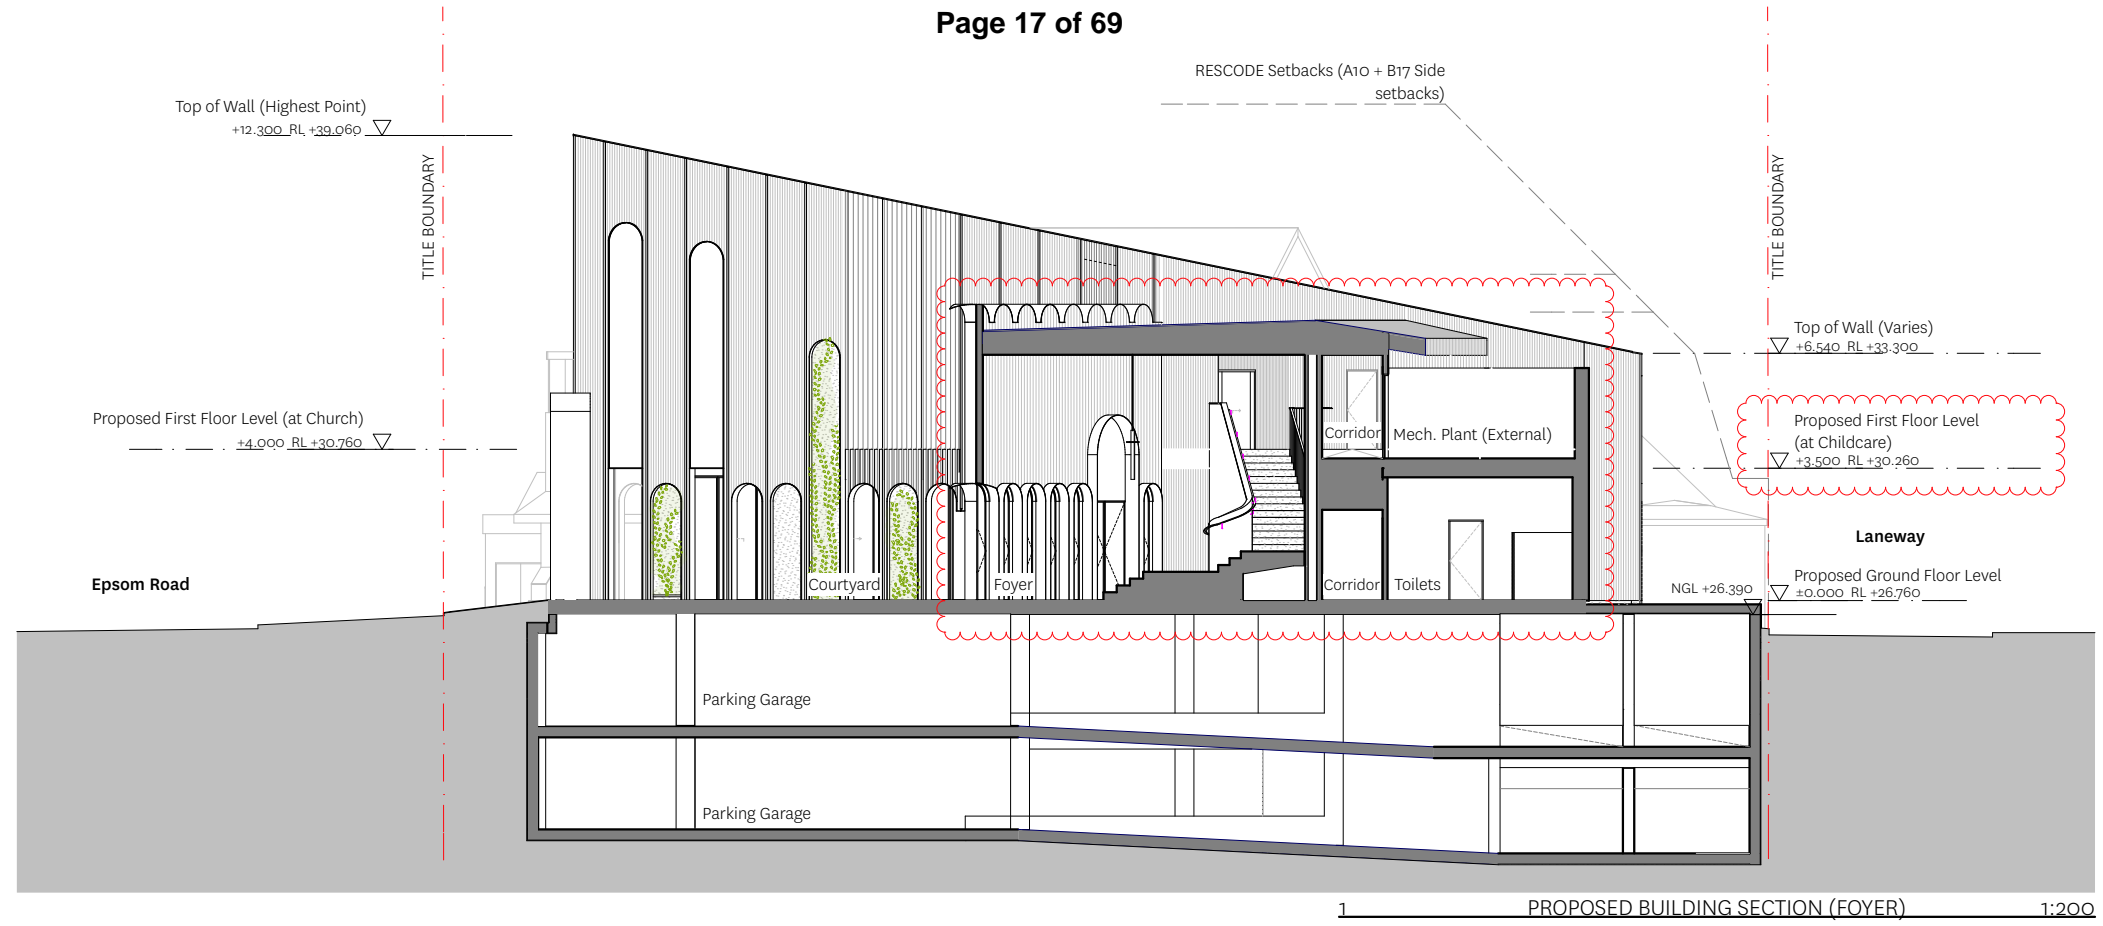 Page 17 of 69
RESCODE Setbacks (A10 + B17 Side
setbacks)
Top of Wall (Highest Point)
+12.300 RL +39.060
TITLE BOUNDARY
TITLE BOUNDARY
Top of Wall (Varies)
+6.540 RL +33.300
Proposed First Floor Level (at Church)
+4.000 RL +30.760
Proposed First Floor Level
(at Childcare)
+3.500 RL +30.260
Corridor
Mech. Plant (External)
Laneway
Epsom Road
Courtyard
Foyer
Corridor
Toilets
NGL +26.390
Proposed Ground Floor Level
±0.000 RL +26.760
Parking Garage
Parking Garage
1 PROPOSED BUILDING SECTION (FOYER) 1:200